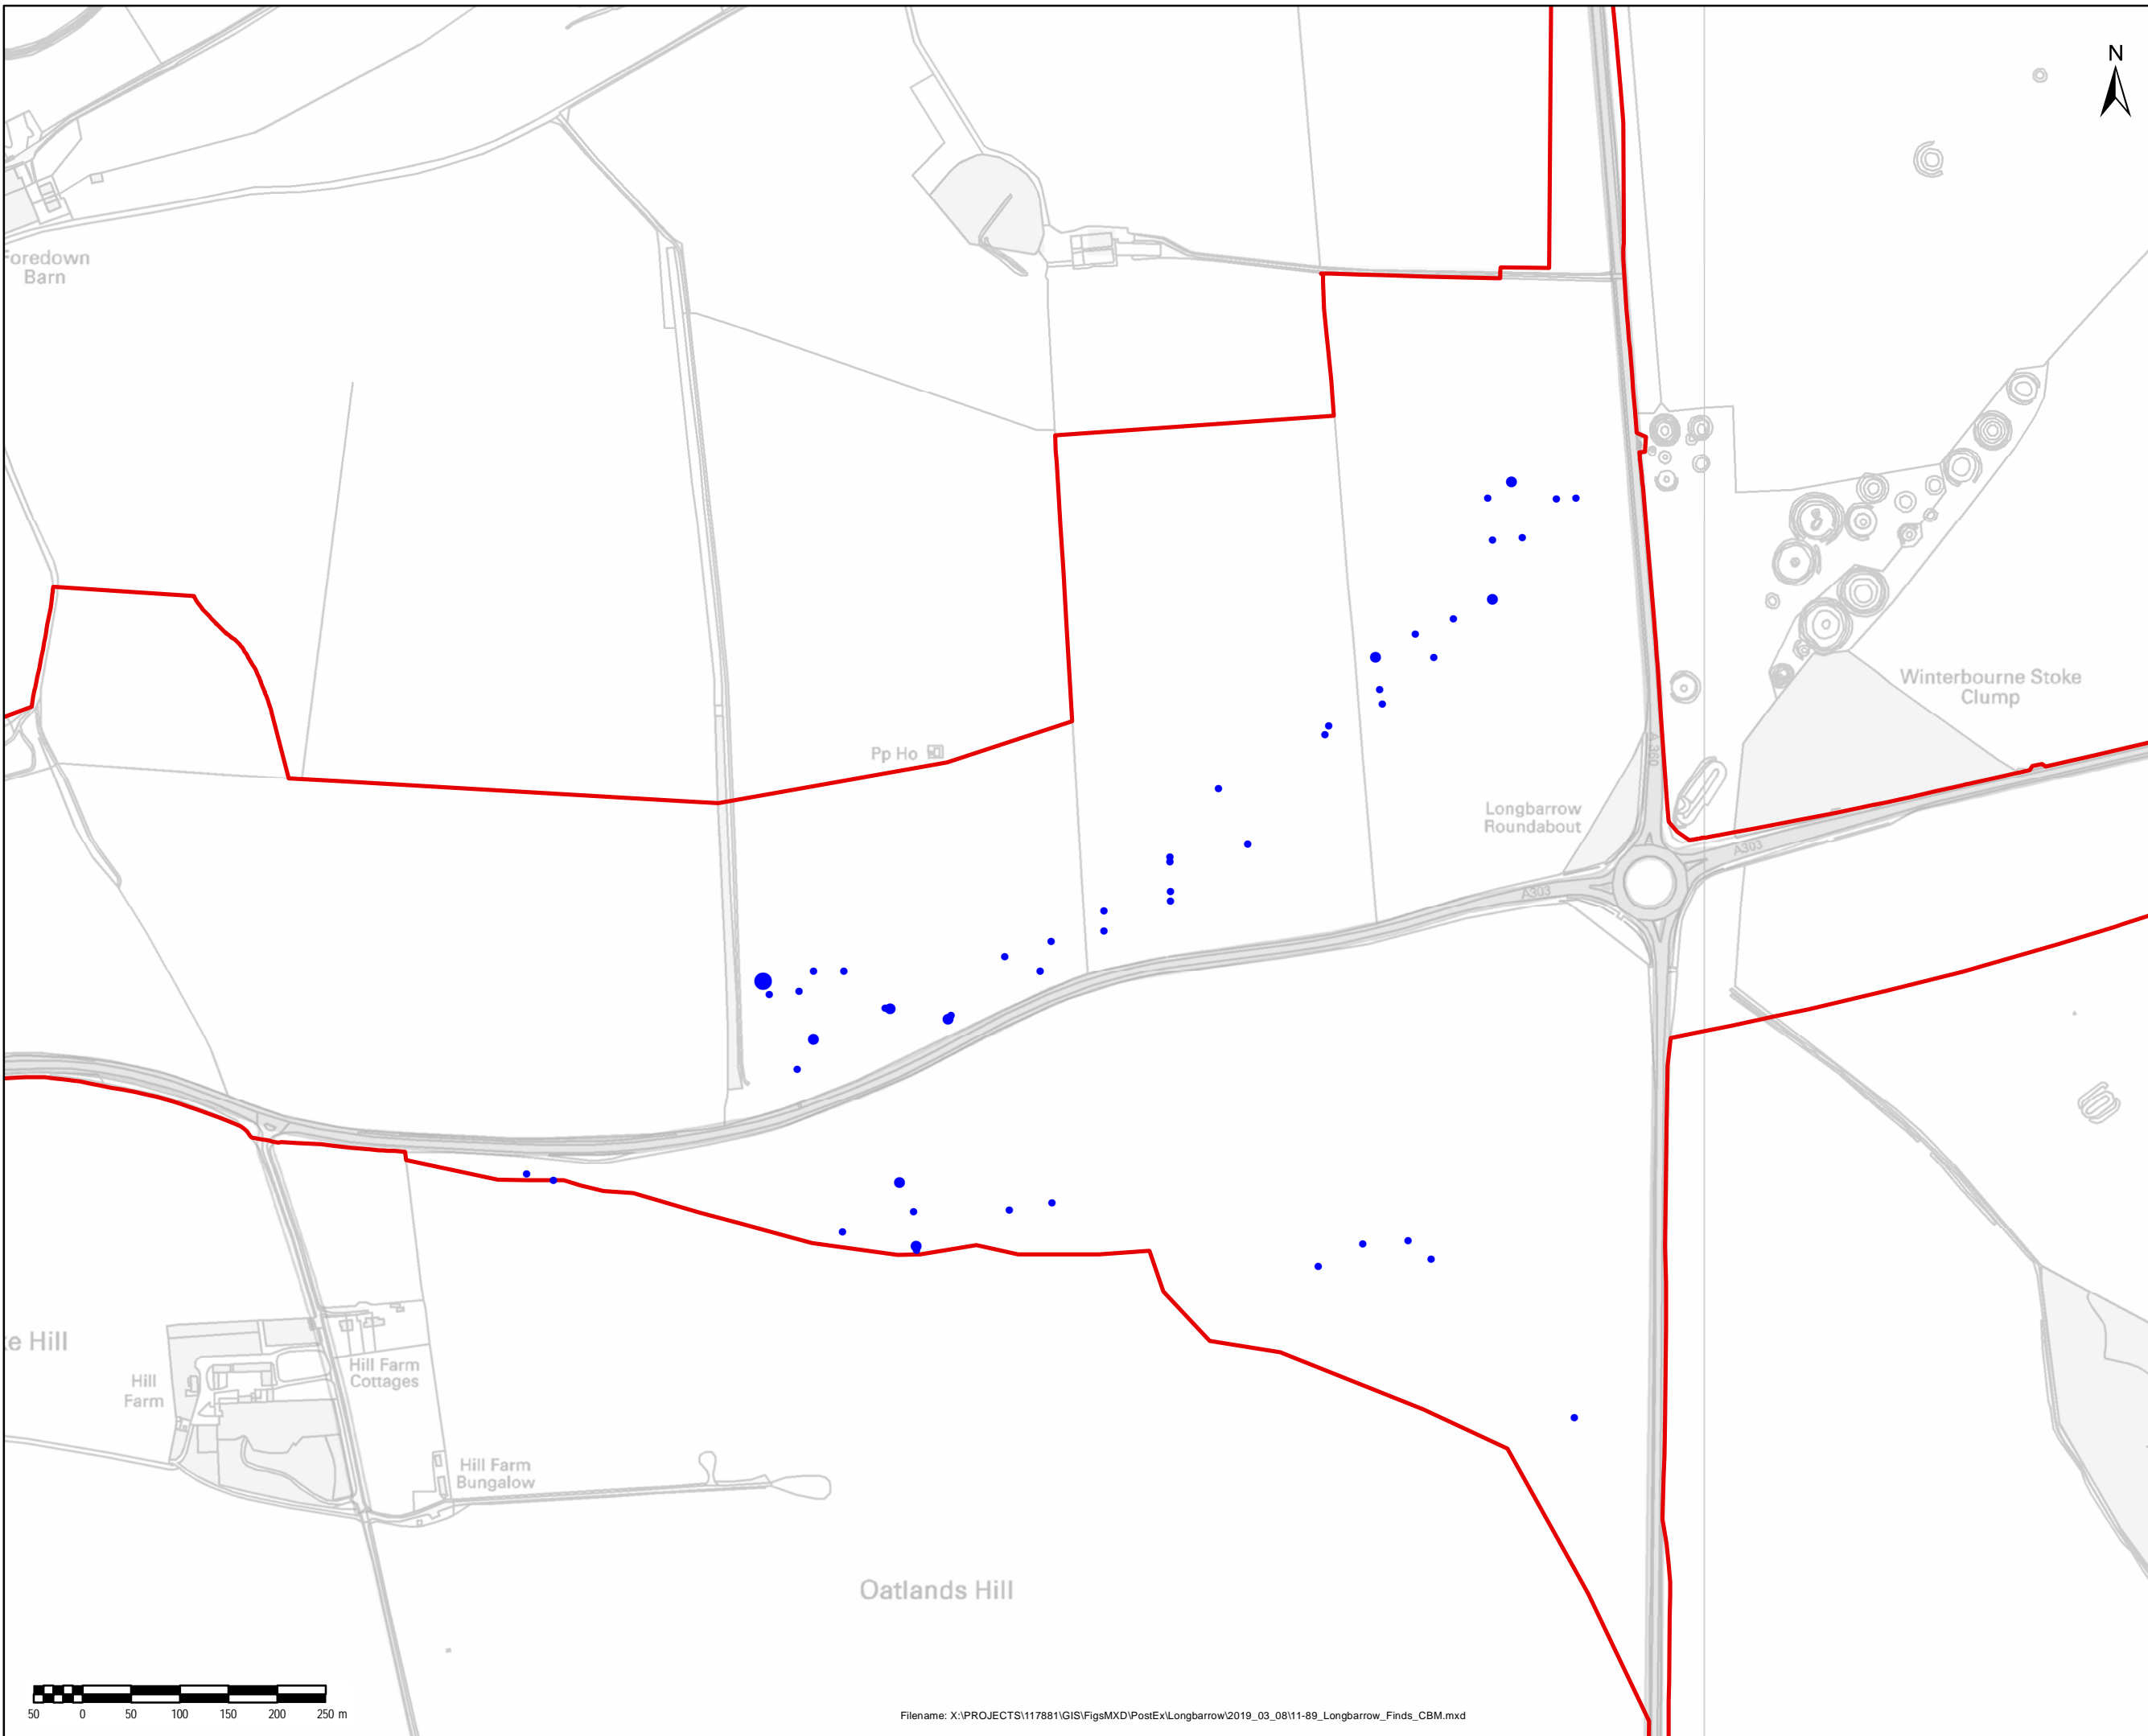 N
Foredown
Barn
Winterbourne Stoke
Clump
Pp Ho
A360
Longbarrow
Roundabout
A303
A303
Hill Farm
Cottages
Hill
Farm
Hill Farm
Bungalow
Oatlands Hill
50 0 50 100 150 200 250 m
Filename: X:\PROJECTS\117881\GIS\FigsMXD\PostEx\Longbarrow\2019_03_08\11-89_Longbarrow_Finds_CBM.mxd